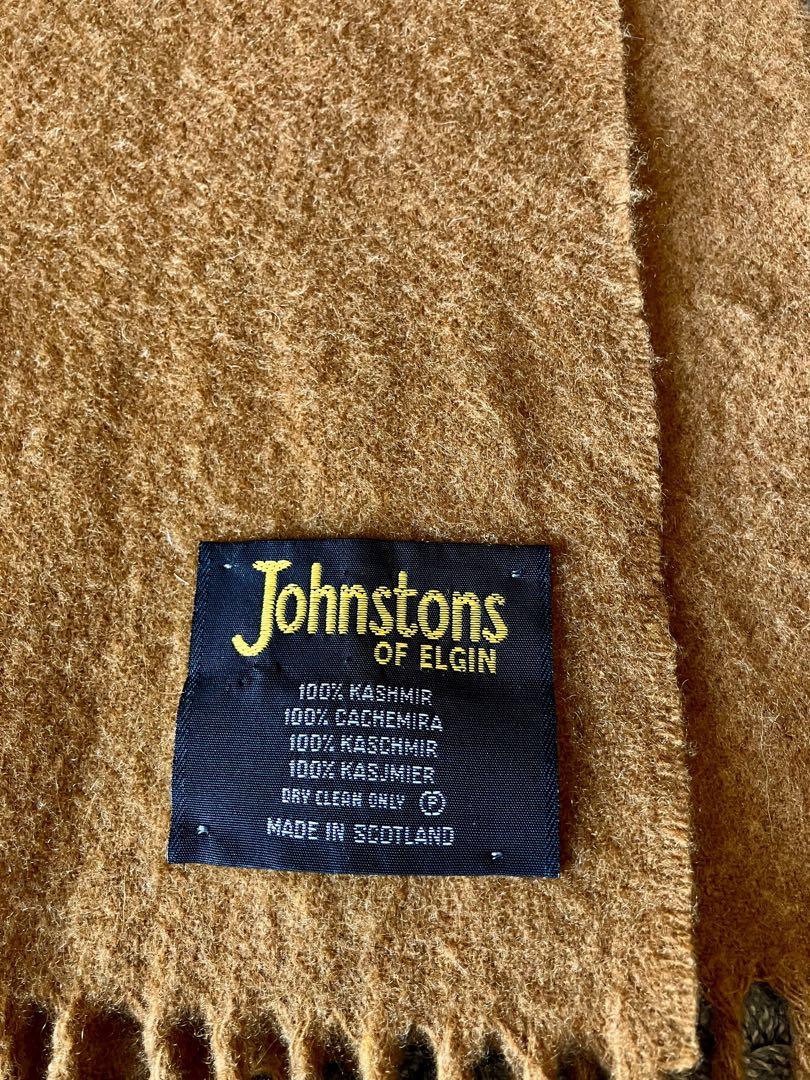 Johnstons
OF ELGIN
100% KASHMIR
100% CACHEMIRA
100% KASCHMIR
100% KASJMIER
DRY CLEAN ONLY Ⓟ
MADE IN SCOTLAND